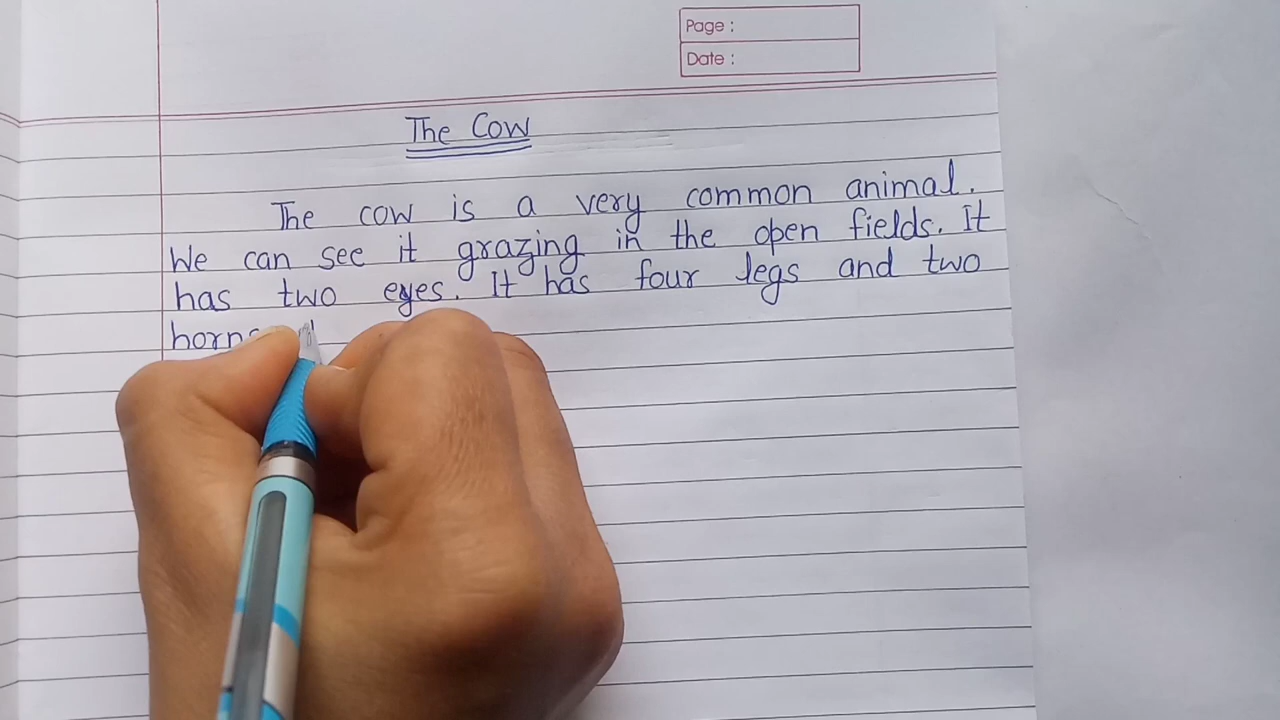 Page :
Date :
The Cow
The cow is a very common animal.
We can see it grazing in the open fields. It
has two eyes. It has four legs and two
horns